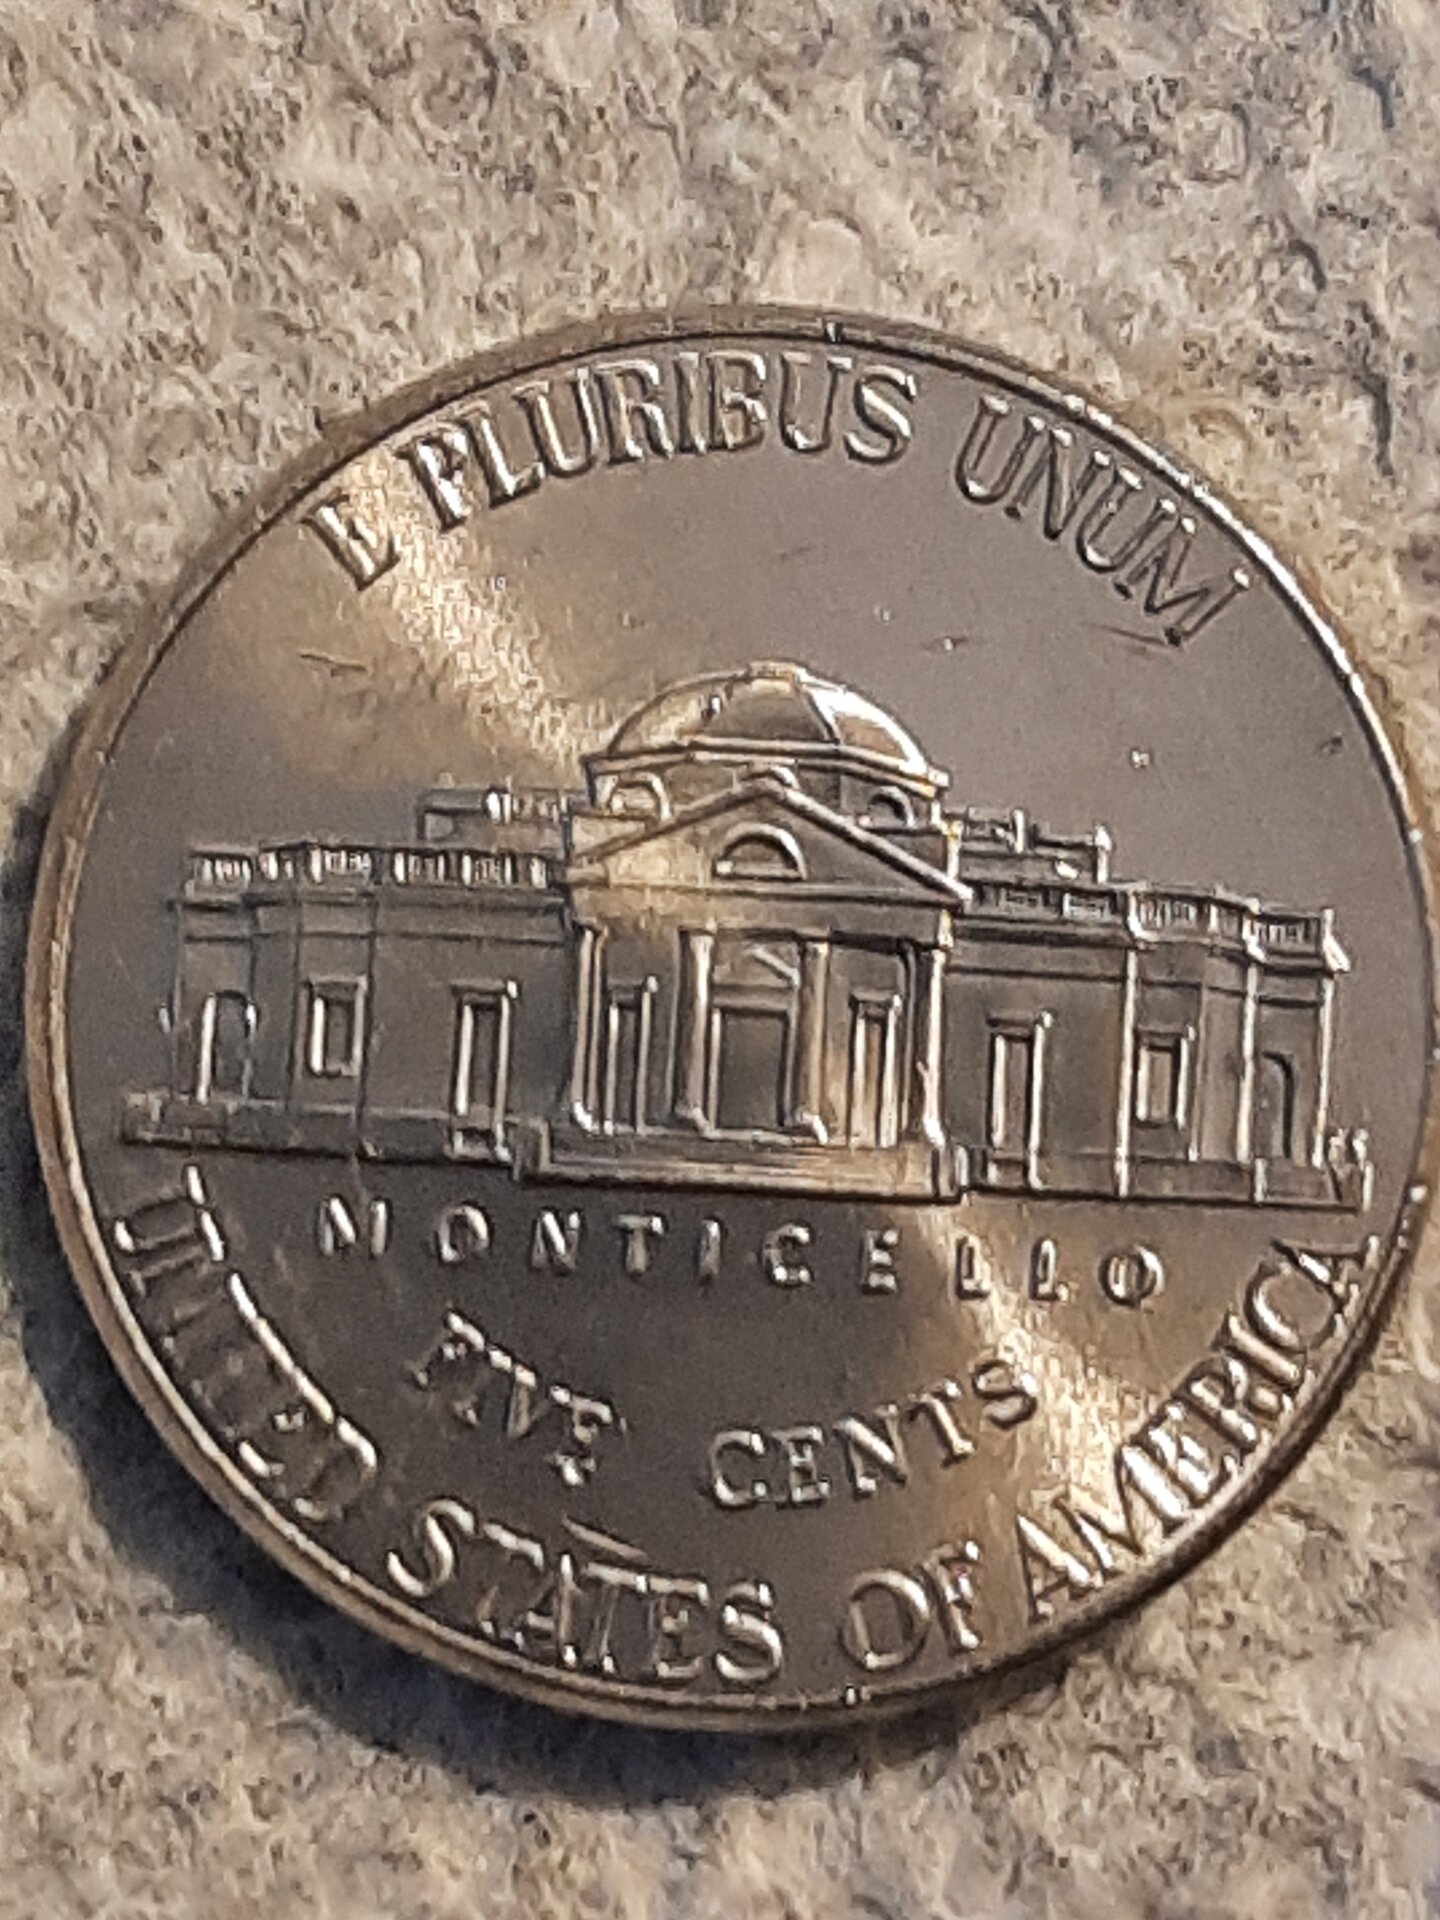 E PLURIBUS UNUM
MONTICELLO
FIVE CENTS
UNITED STATES OF AMERICA